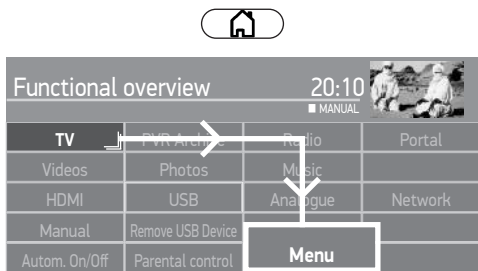 Functional overview 20:10
MANUAL
TV PVR Archive Radio Portal
Videos Photos Music
HDMI USB Analogue Network
Manual Remove USB Device
Menu
Autom. On/Off Parental control